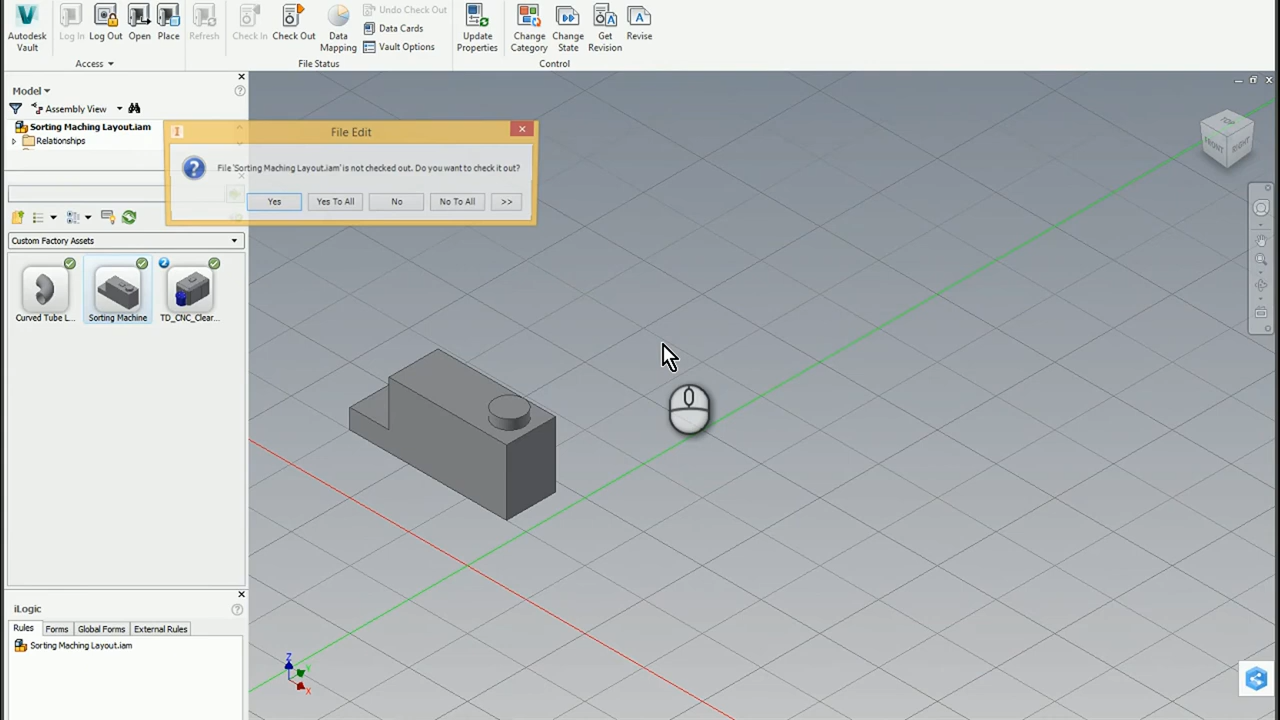 Autodesk Vault
Log In
Log Out
Open
Place
Refresh
Check In
Check Out
Data Mapping
Undo Check Out
Data Cards
Vault Options
Update Properties
Change Category
Change State
Get Revision
Revise
Access
File Status
Control
Model
Assembly View
Sorting Maching Layout.iam
Relationships
File Edit
File 'Sorting Maching Layout.iam' is not checked out. Do you want to check it out?
Yes
Yes To All
No
No To All
>>
Custom Factory Assets
Curved Tube L...
Sorting Machine
TD_CNC_Clear...
iLogic
Rules
Forms
Global Forms
External Rules
Sorting Maching Layout.iam
TOP
FRONT
RIGHT
Z
Y
X